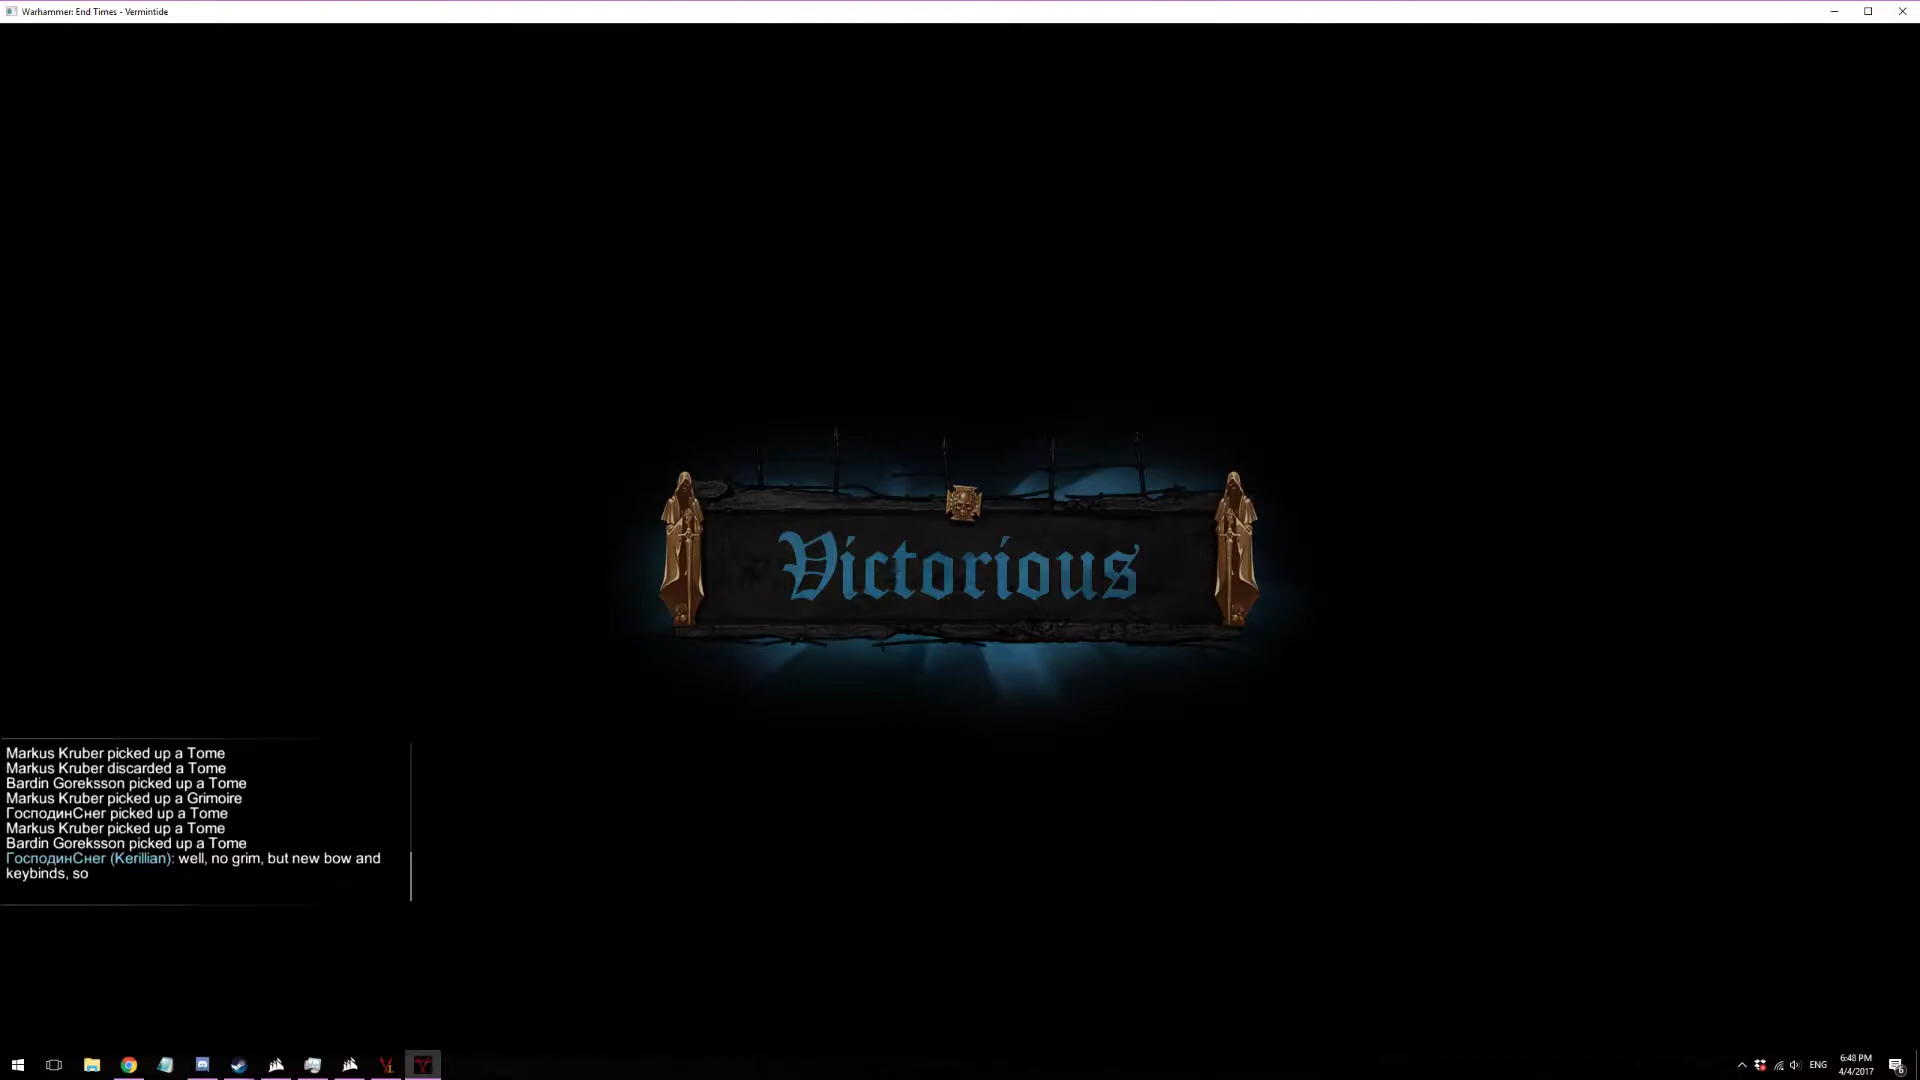 Warhammer: End Times - Vermintide
Victorious
Markus Kruber picked up a Tome
Markus Kruber discarded a Tome
Bardin Goreksson picked up a Tome
Markus Kruber picked up a Grimoire
ГосподинСнег picked up a Tome
Markus Kruber picked up a Tome
Bardin Goreksson picked up a Tome
ГосподинСнег (Kerillian): well, no grim, but new bow and
keybinds, so
ENG
6:48 PM
4/4/2017
6